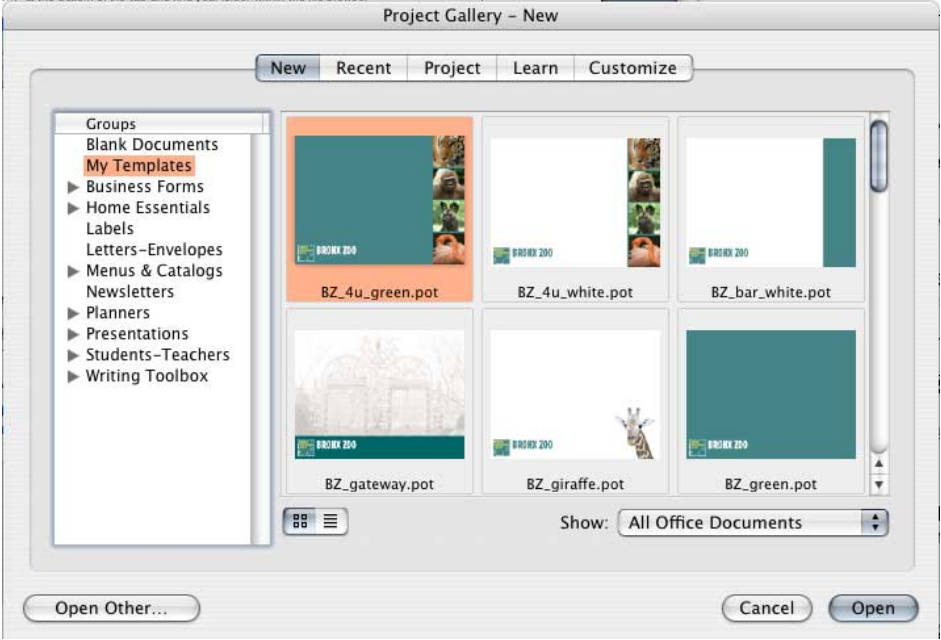 Project Gallery – New
New Recent Project Learn Customize
Groups
Blank Documents
My Templates
Business Forms
Home Essentials
Labels
Letters–Envelopes
Menus & Catalogs
Newsletters
Planners
Presentations
Students–Teachers
Writing Toolbox
BRONX ZOO
BRONX ZOO
BRONX ZOO
BZ_4u_green.pot
BZ_4u_white.pot
BZ_bar_white.pot
BRONX ZOO
BRONX ZOO
BRONX ZOO
BZ_gateway.pot
BZ_giraffe.pot
BZ_green.pot
Show: All Office Documents
Open Other... Cancel Open